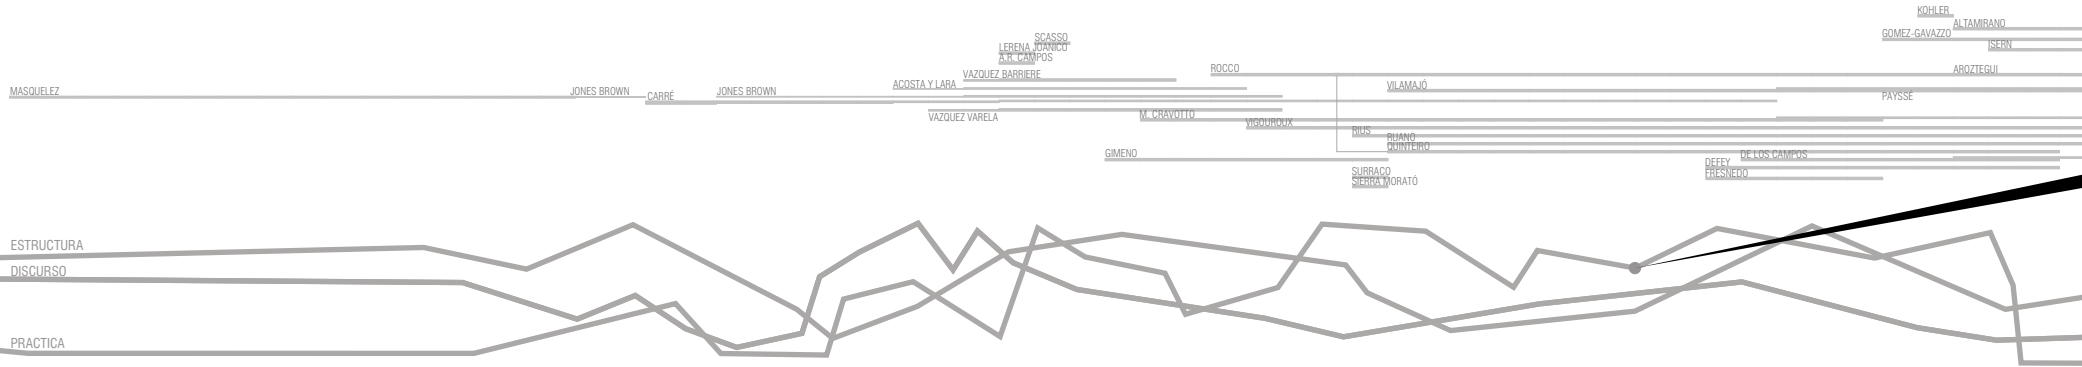 KOHLER
ALTAMIRANO
GOMEZ-GAVAZZO
ISERN
SCASSO
LERENA JOANICO
A.R. CAMPOS
ROCCO
AROZTEGUI
VAZQUEZ BARRIERE
ACOSTA Y LARA
VILAMAJÓ
MASQUELEZ
JONES BROWN
CARRÉ
JONES BROWN
PAYSSÉ
VAZQUEZ VARELA
M. CRAVOTTO
VIGOUROUX
RIUS
RUANO
QUINTEIRO
GIMENO
DE LOS CAMPOS
DEFEY
FRESNEDO
SURRACO
SIERRA MORATÓ
ESTRUCTURA
DISCURSO
PRACTICA